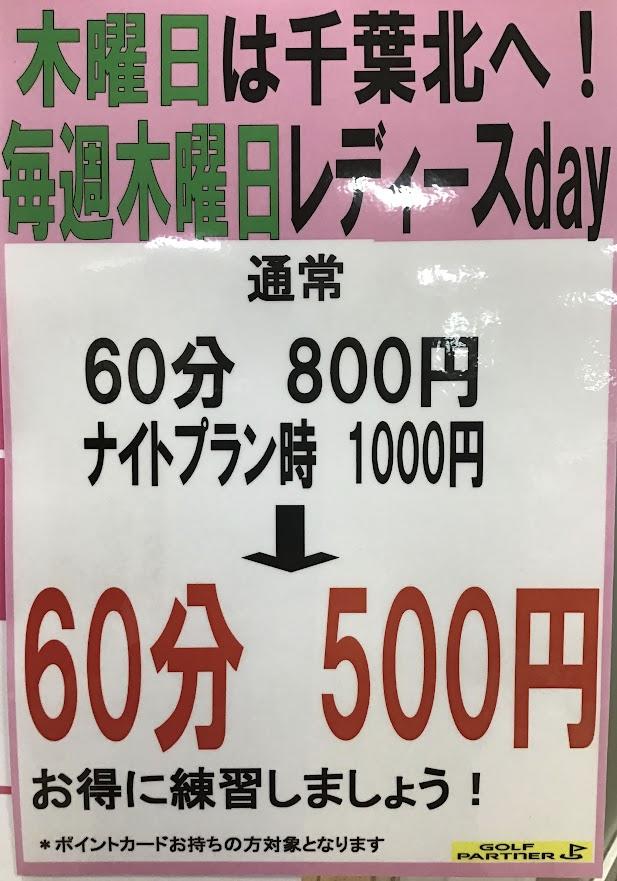 木曜日は千葉北へ！
毎週木曜日レディースday
通常
60分 800円
ナイトプラン時 1000円
60分 500円
お得に練習しましょう！
＊ポイントカードお持ちの方対象となります
GOLF
PARTNER